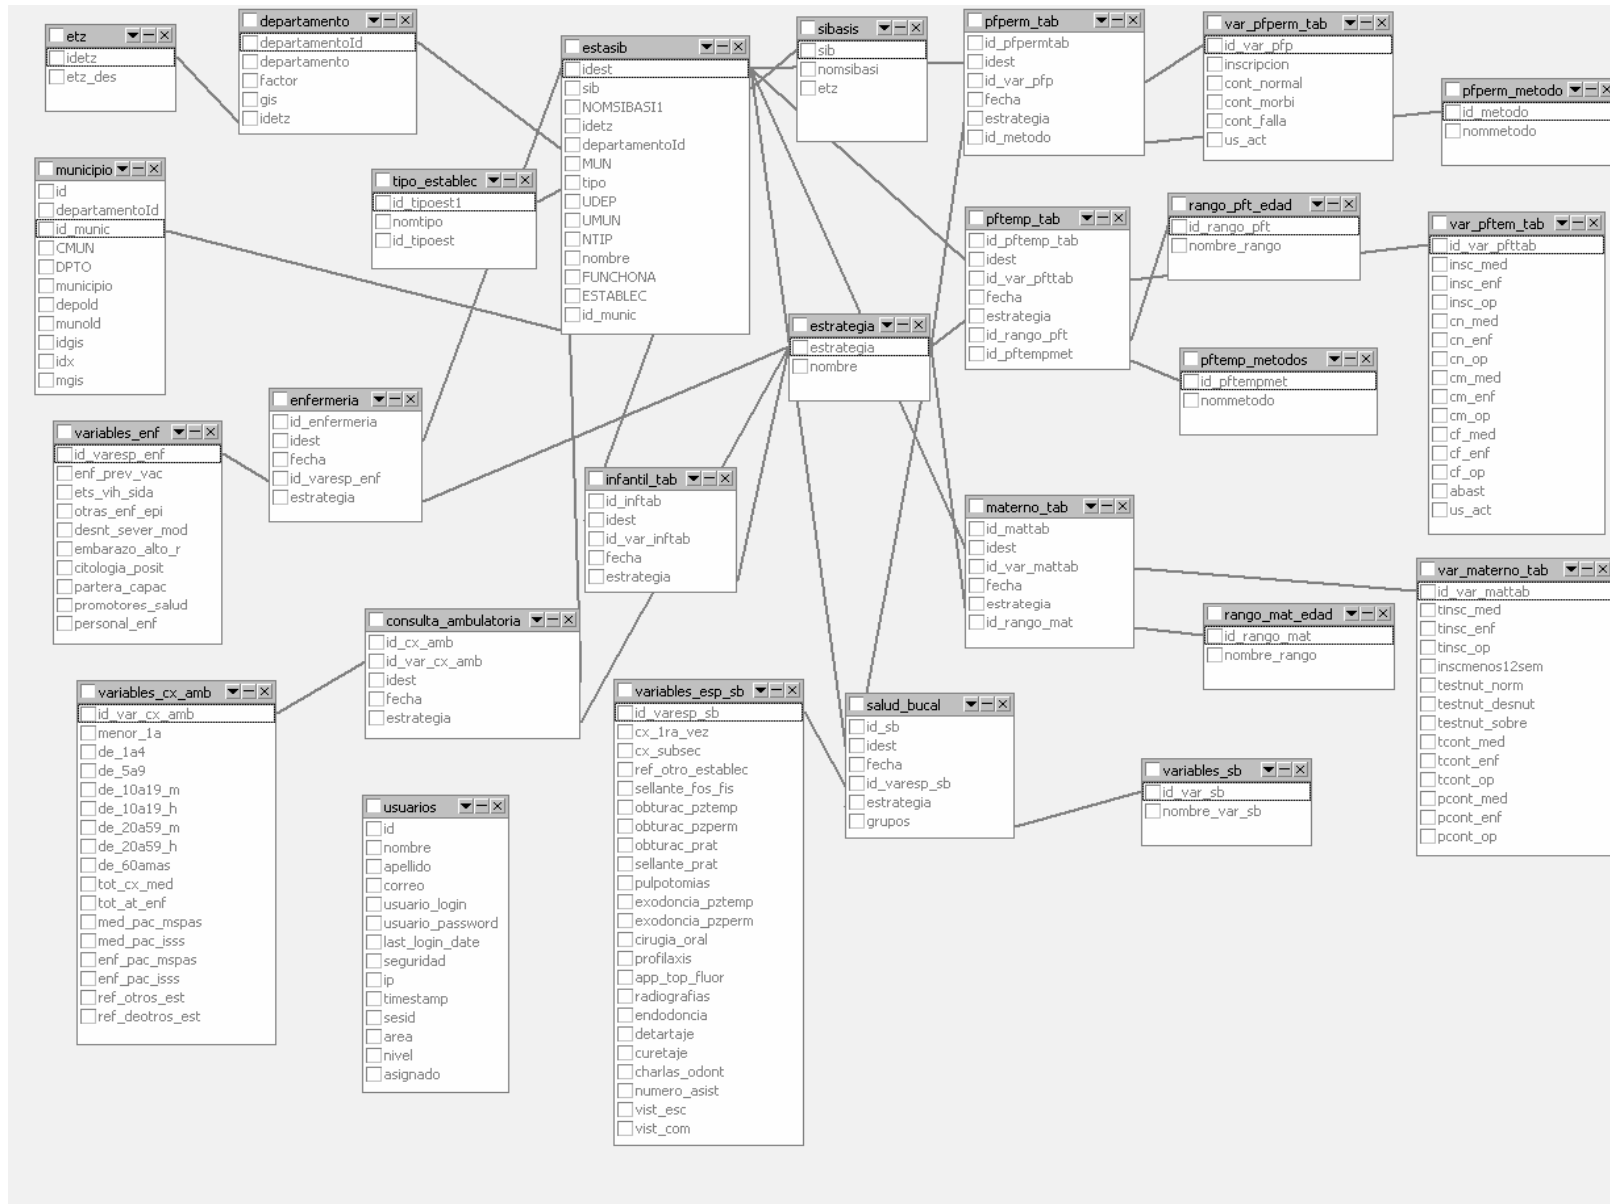 etz
idetz
etz_des
departamento
departamentoId
departamento
factor
gis
idetz
estasib
idest
sib
NOMSIBASI1
idetz
departamentoId
MUN
tipo
UDEP
UMUN
NTIP
nombre
FUNCHONA
ESTABLEC
id_munic
sibasis
sib
nomsibasi
etz
pfperm_tab
id_pfpermtab
idest
id_var_pfp
fecha
estrategia
id_metodo
var_pfperm_tab
id_var_pfp
inscripcion
cont_normal
cont_morbi
cont_falla
us_act
pfperm_metodo
id_metodo
nommetodo
municipio
id
departamentoId
id_munic
CMUN
DPTO
municipio
depold
munold
idgis
idx
mgis
tipo_establec
id_tipoest1
nomtipo
id_tipoest
pftemp_tab
id_pftemp_tab
idest
id_var_pfttab
fecha
estrategia
id_rango_pft
id_pftempmet
rango_pft_edad
id_rango_pft
nombre_rango
var_pftem_tab
id_var_pfttab
insc_med
insc_enf
insc_op
cn_med
cn_enf
cn_op
cm_med
cm_enf
cm_op
cf_med
cf_enf
cf_op
abast
us_act
estrategia
estrategia
nombre
pftemp_metodos
id_pftempmet
nommetodo
enfermeria
id_enfermeria
idest
fecha
id_varesp_enf
estrategia
variables_enf
id_varesp_enf
enf_prev_vac
ets_vih_sida
otras_enf_epi
desnt_sever_mod
embarazo_alto_r
citologia_posit
partera_capac
promotores_salud
personal_enf
infantil_tab
id_inftab
idest
id_var_inftab
fecha
estrategia
materno_tab
id_mattab
idest
id_var_mattab
fecha
estrategia
id_rango_mat
var_materno_tab
id_var_mattab
tinsc_med
tinsc_enf
tinsc_op
inscmenos12sem
testnut_norm
testnut_desnut
testnut_sobre
tcont_med
tcont_enf
tcont_op
pcont_med
pcont_enf
pcont_op
rango_mat_edad
id_rango_mat
nombre_rango
consulta_ambulatoria
id_cx_amb
id_var_cx_amb
idest
fecha
estrategia
variables_cx_amb
id_var_cx_amb
menor_1a
de_1a4
de_5a9
de_10a19_m
de_10a19_h
de_20a59_m
de_20a59_h
de_60amas
tot_cx_med
tot_at_enf
med_pac_mspas
med_pac_isss
enf_pac_mspas
enf_pac_isss
ref_otros_est
ref_deotros_est
usuarios
id
nombre
apellido
correo
usuario_login
usuario_password
last_login_date
seguridad
ip
timestamp
sesid
area
nivel
asignado
variables_esp_sb
id_varesp_sb
cx_1ra_vez
cx_subsec
ref_otro_establec
sellante_fos_fis
obturac_pztemp
obturac_pzperm
obturac_prat
sellante_prat
pulpotomias
exodoncia_pztemp
exodoncia_pzperm
cirugia_oral
profilaxis
app_top_fluor
radiografias
endodoncia
detartaje
curetaje
charlas_odont
numero_asist
vist_esc
vist_com
salud_bucal
id_sb
idest
fecha
id_varesp_sb
estrategia
grupos
variables_sb
id_var_sb
nombre_var_sb